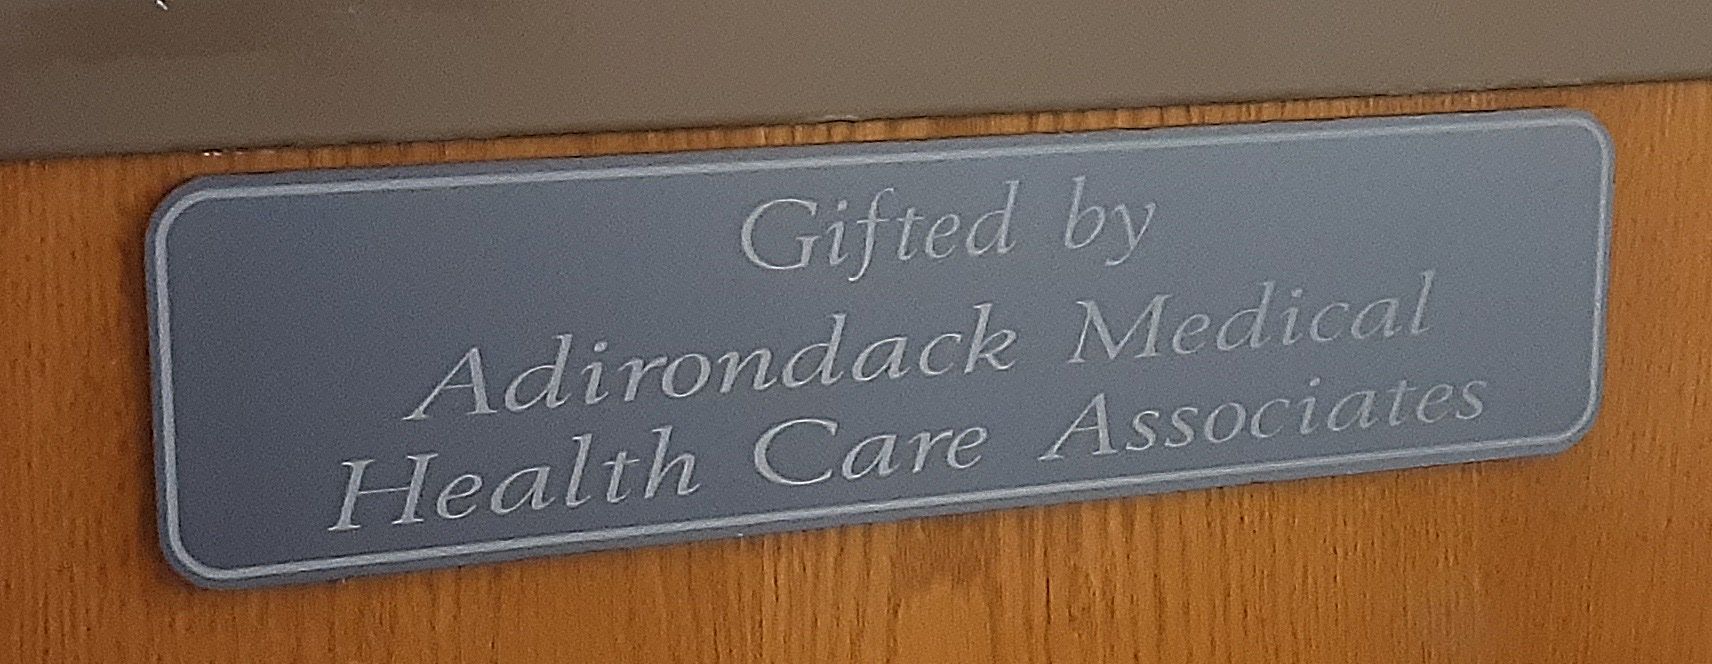 Gifted by
Adirondack Medical
Health Care Associates